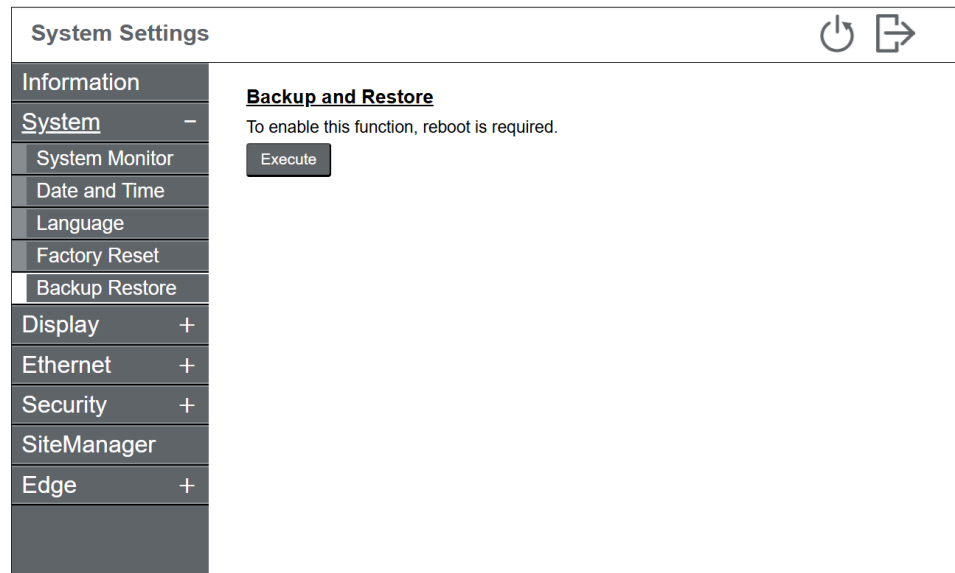 System Settings
Information
System −
System Monitor
Date and Time
Language
Factory Reset
Backup Restore
Display +
Ethernet +
Security +
SiteManager
Edge +
Backup and Restore
To enable this function, reboot is required.
Execute